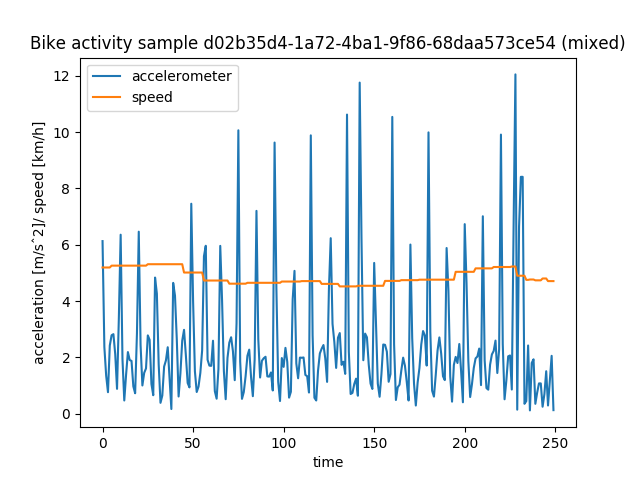 Bike activity sample d02b35d4-1a72-4ba1-9f86-68daa573ce54 (mixed)
accelerometer
speed
acceleration [m/s^2]/ speed [km/h]
12
10
8
6
4
2
0
0 50 100 150 200 250
time